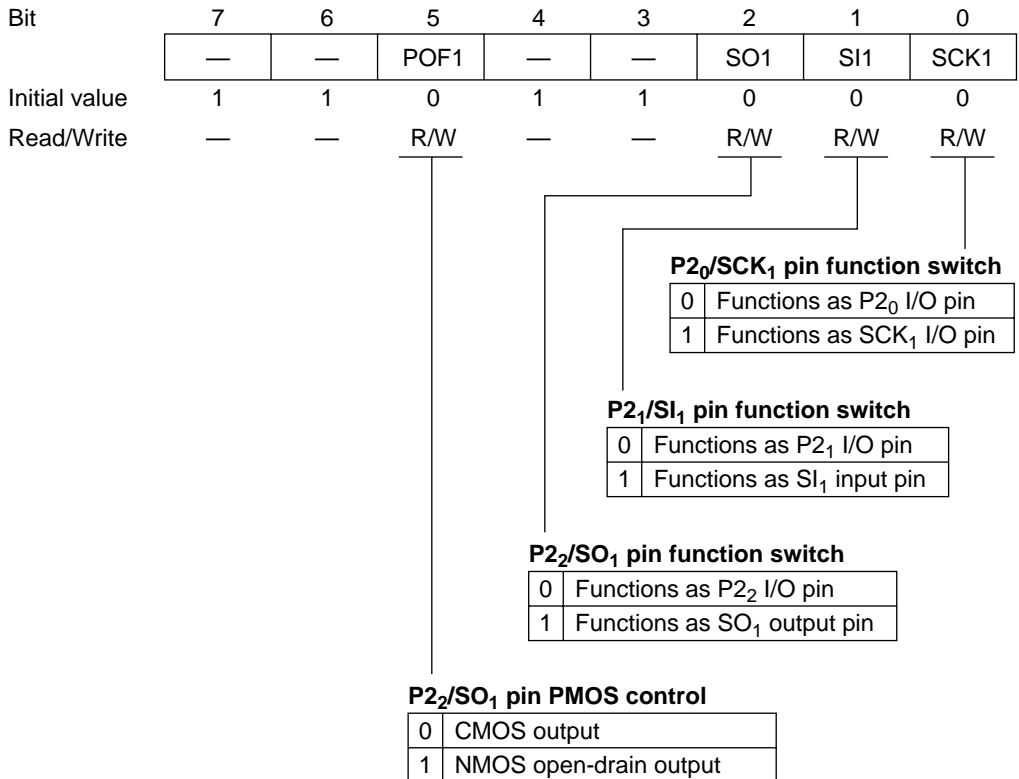 Bit 7 6 5 4 3 2 1 0
— — POF1 — — SO1 SI1 SCK1
Initial value 1 1 0 1 1 0 0 0
Read/Write — — R/W — — R/W R/W R/W
P2₀/SCK₁ pin function switch
0 Functions as P2₀ I/O pin
1 Functions as SCK₁ I/O pin
P2₁/SI₁ pin function switch
0 Functions as P2₁ I/O pin
1 Functions as SI₁ input pin
P2₂/SO₁ pin function switch
0 Functions as P2₂ I/O pin
1 Functions as SO₁ output pin
P2₂/SO₁ pin PMOS control
0 CMOS output
1 NMOS open-drain output